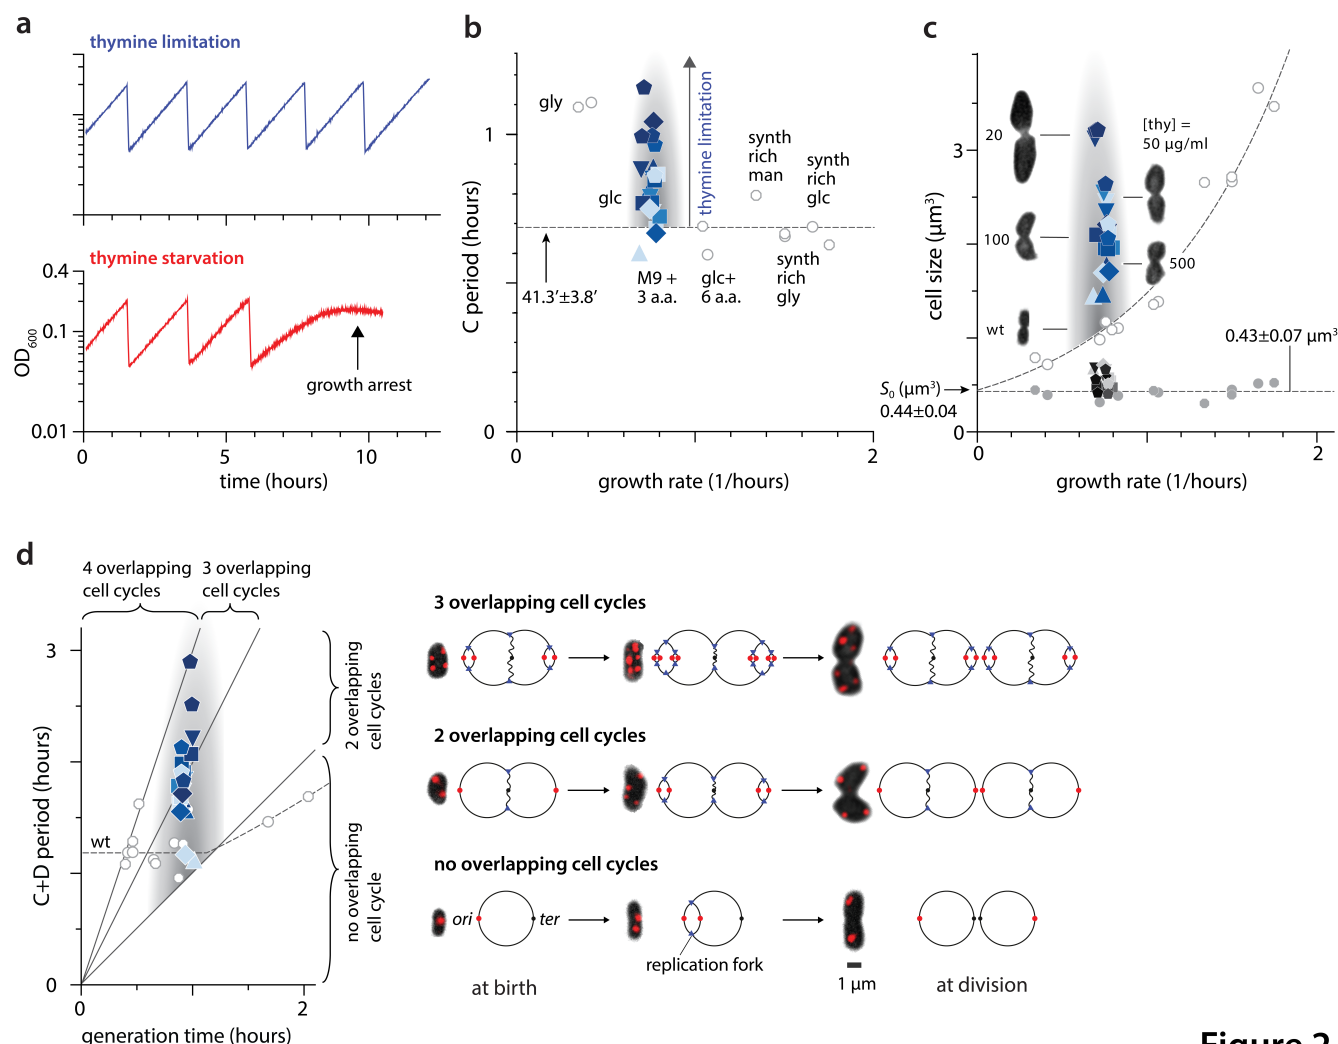 a
thymine limitation
thymine starvation
0.4
0.1
0.01
OD600
growth arrest
0
5
10
time (hours)
b
C period (hours)
1
0
gly
glc
thymine limitation
synth
rich
man
synth
rich
glc
41.3′±3.8′
M9 +
3 a.a.
glc+
6 a.a.
synth
rich
gly
0
2
growth rate (1/hours)
c
cell size (μm³)
3
0
20
100
wt
[thy] =
50 μg/ml
500
0.43±0.07 μm³
S₀ (μm³)
0.44±0.04
0
2
growth rate (1/hours)
d
4 overlapping
cell cycles
3 overlapping
cell cycles
C+D period (hours)
3
0
wt
2 overlapping
cell cycles
no overlapping
cell cycle
0
2
generation time (hours)
3 overlapping cell cycles
2 overlapping cell cycles
no overlapping cell cycles
ori
ter
replication fork
1 μm
at birth
at division
Figure 2